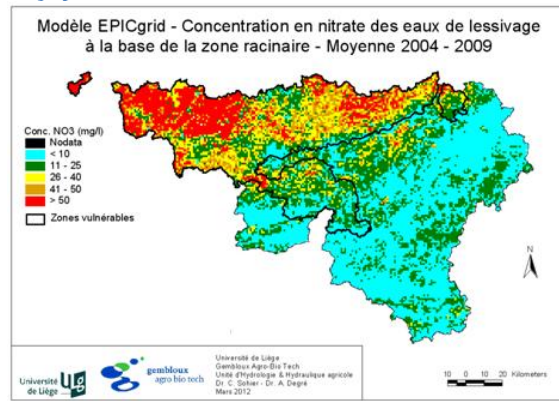 Modèle EPICgrid - Concentration en nitrate des eaux de lessivage
à la base de la zone racinaire - Moyenne 2004 - 2009
Conc. NO3 (mg/l)
Nodata
< 10
11 - 25
26 - 40
41 - 50
> 50
Zones vulnérables
N
Université
de Liège
gembloux
agro bio tech
Université de Liège
Gembloux Agro-Bio Tech
Unité d'Hydrologie & Hydraulique agricole
Dr. C. Sohier - Dr. A. Degré
Mars 2012
10 0 10 20 Kilometers